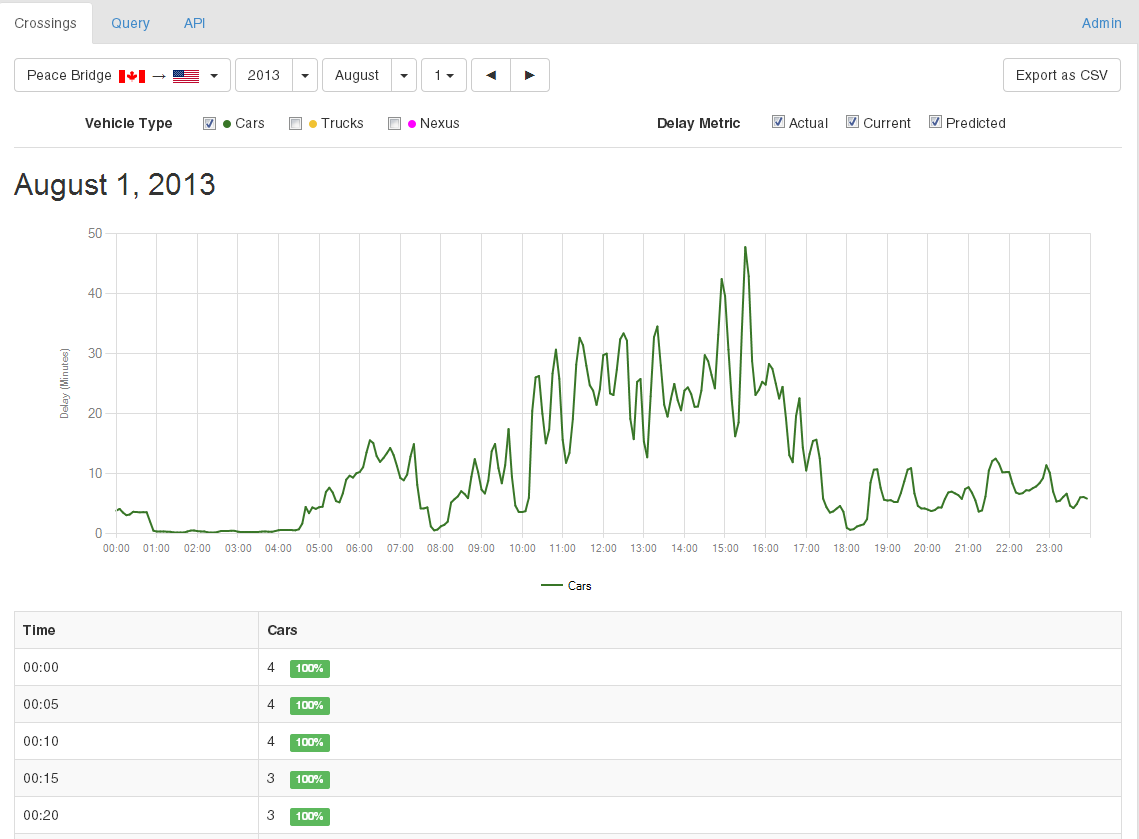 Crossings Query API Admin
Peace Bridge → 2013 August 1 ◀ ▶ Export as CSV
Vehicle Type Cars Trucks Nexus Delay Metric Actual Current Predicted
August 1, 2013
50
40
30
20
10
0
Delay (Minutes)
00:00 01:00 02:00 03:00 04:00 05:00 06:00 07:00 08:00 09:00 10:00 11:00 12:00 13:00 14:00 15:00 16:00 17:00 18:00 19:00 20:00 21:00 22:00 23:00
Cars
Time Cars
00:00 4 100%
00:05 4 100%
00:10 4 100%
00:15 3 100%
00:20 3 100%